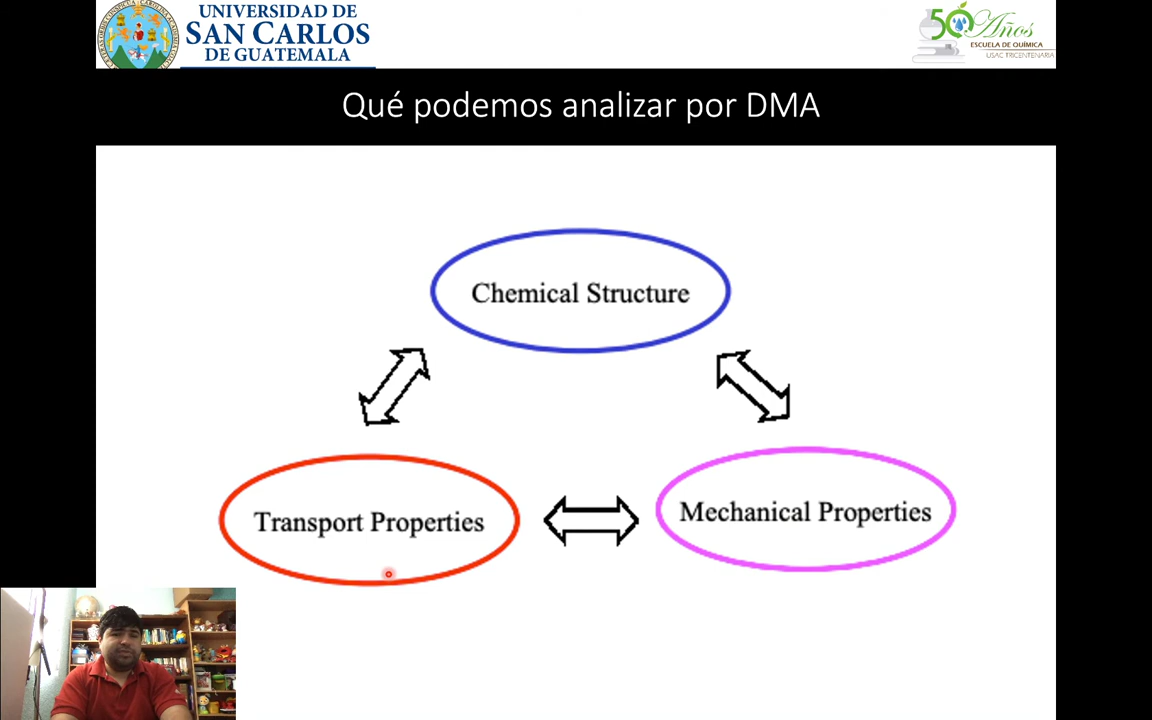 UNIVERSIDAD DE
SAN CARLOS
DE GUATEMALA
50 Años
ESCUELA DE QUÍMICA
USAC TRICENTENARIA
Qué podemos analizar por DMA
Chemical Structure
Transport Properties
Mechanical Properties